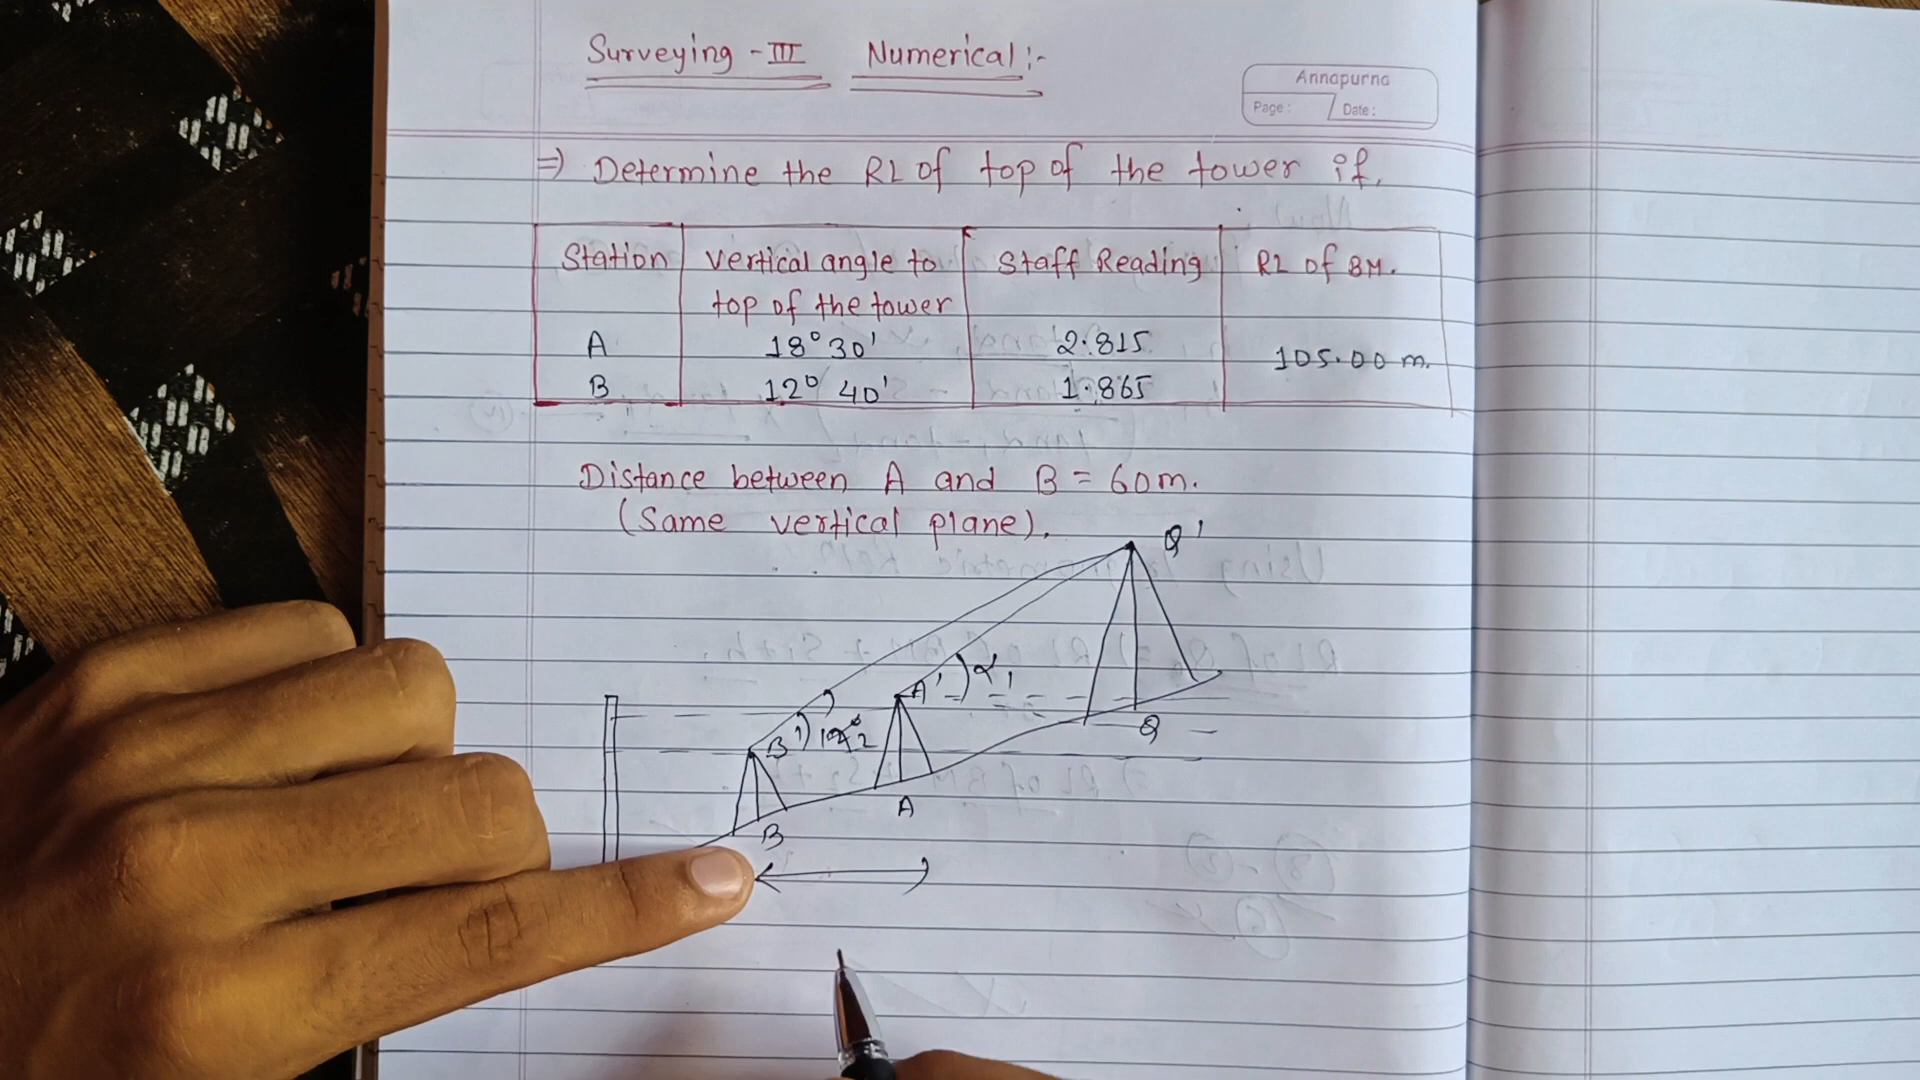 Surveying - III Numerical :-
Annapurna
Page: Date:
⇒ Determine the RL of top of the tower if,
Station Vertical angle to top of the tower Staff Reading RL of BM.
A 18°30' 2.815 105.00 m.
B 12° 40' 1.865
Distance between A and B = 60m.
(Same vertical plane).
Q'
A' α1
B' α2
Q
A
B